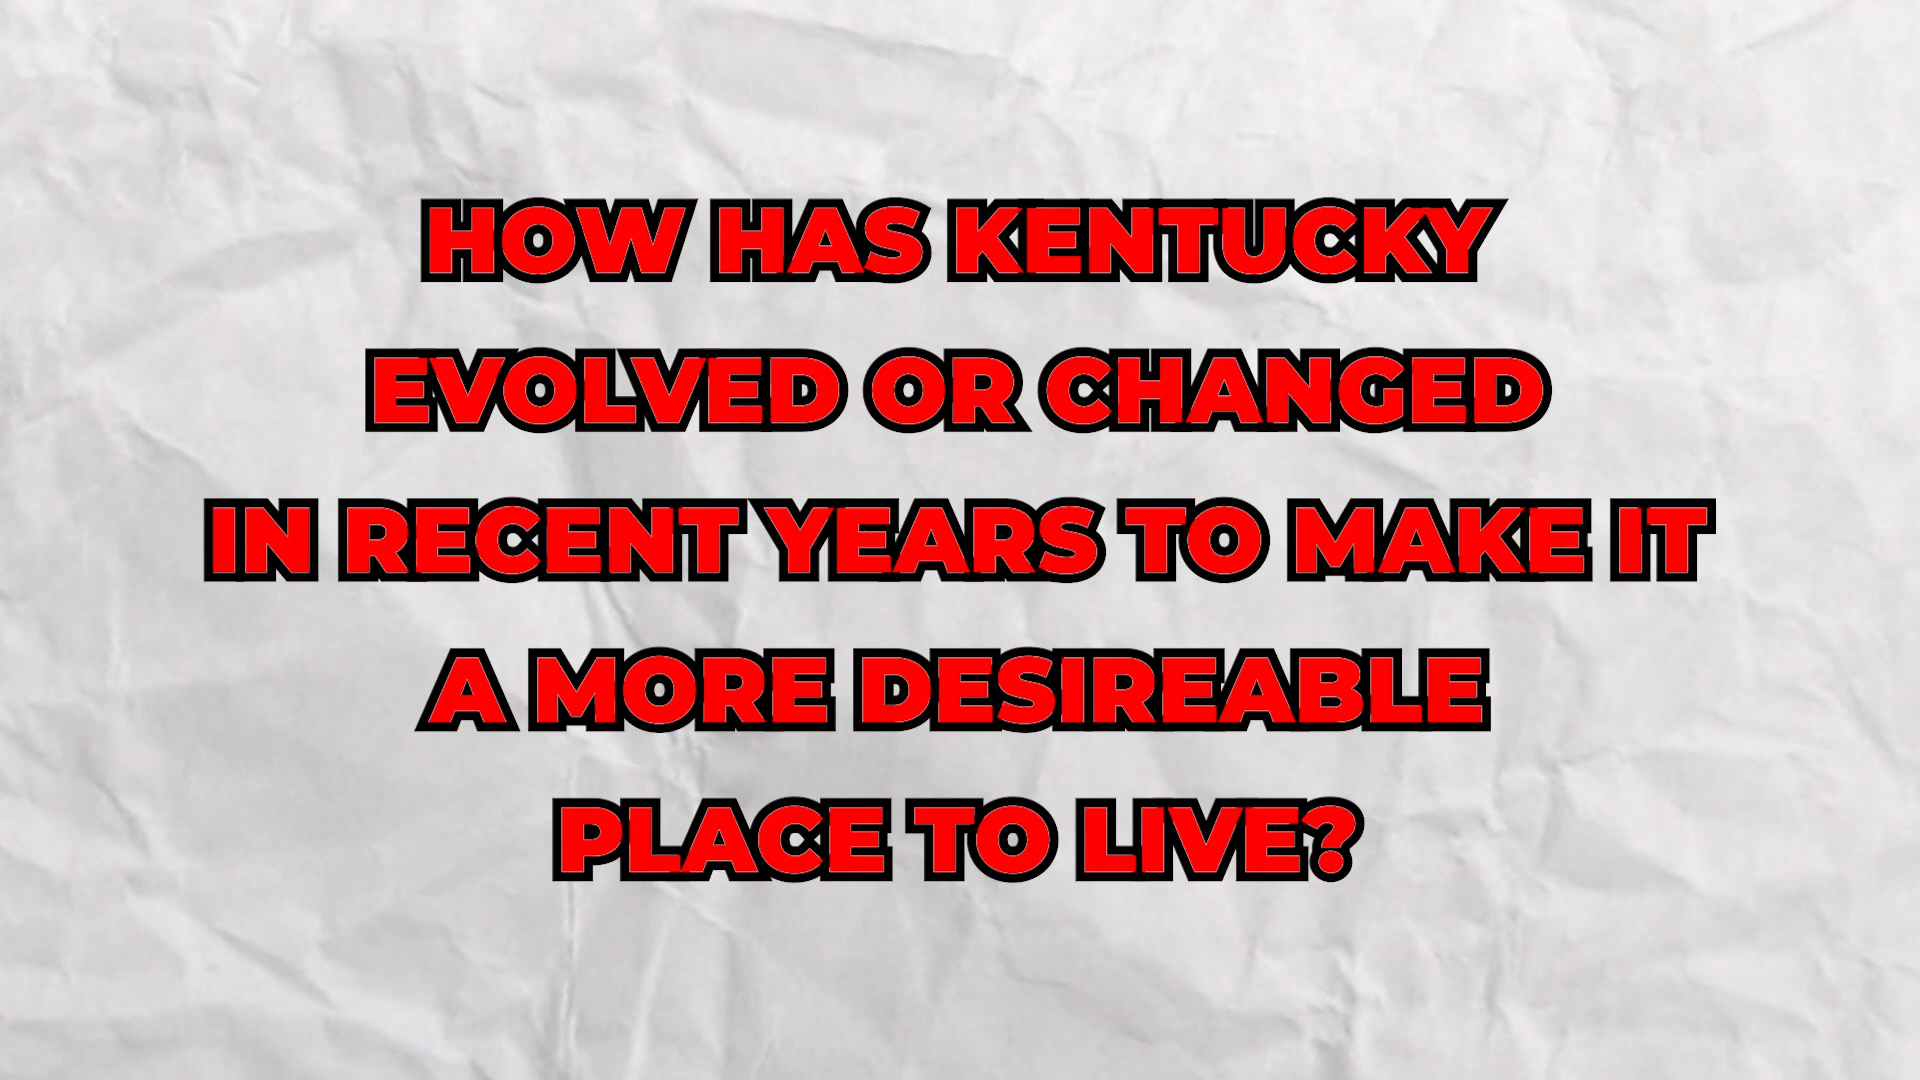 HOW HAS KENTUCKY
EVOLVED OR CHANGED
IN RECENT YEARS TO MAKE IT
A MORE DESIREABLE
PLACE TO LIVE?